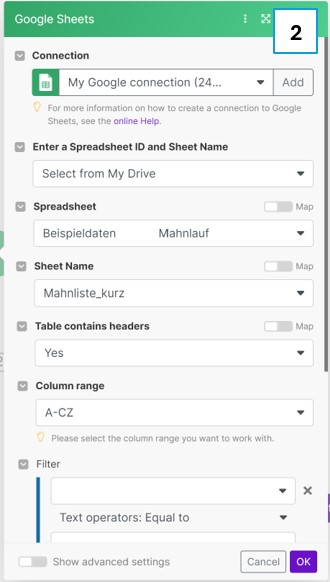 Google Sheets
2
Connection
My Google connection (24...
Add
For more information on how to create a connection to Google
Sheets, see the online Help.
Enter a Spreadsheet ID and Sheet Name
Select from My Drive
Spreadsheet
Map
Beispieldaten Mahnlauf
Sheet Name
Map
Mahnliste_kurz
Table contains headers
Map
Yes
Column range
A-CZ
Please select the column range you want to work with.
Filter
Text operators: Equal to
Show advanced settings
Cancel
OK